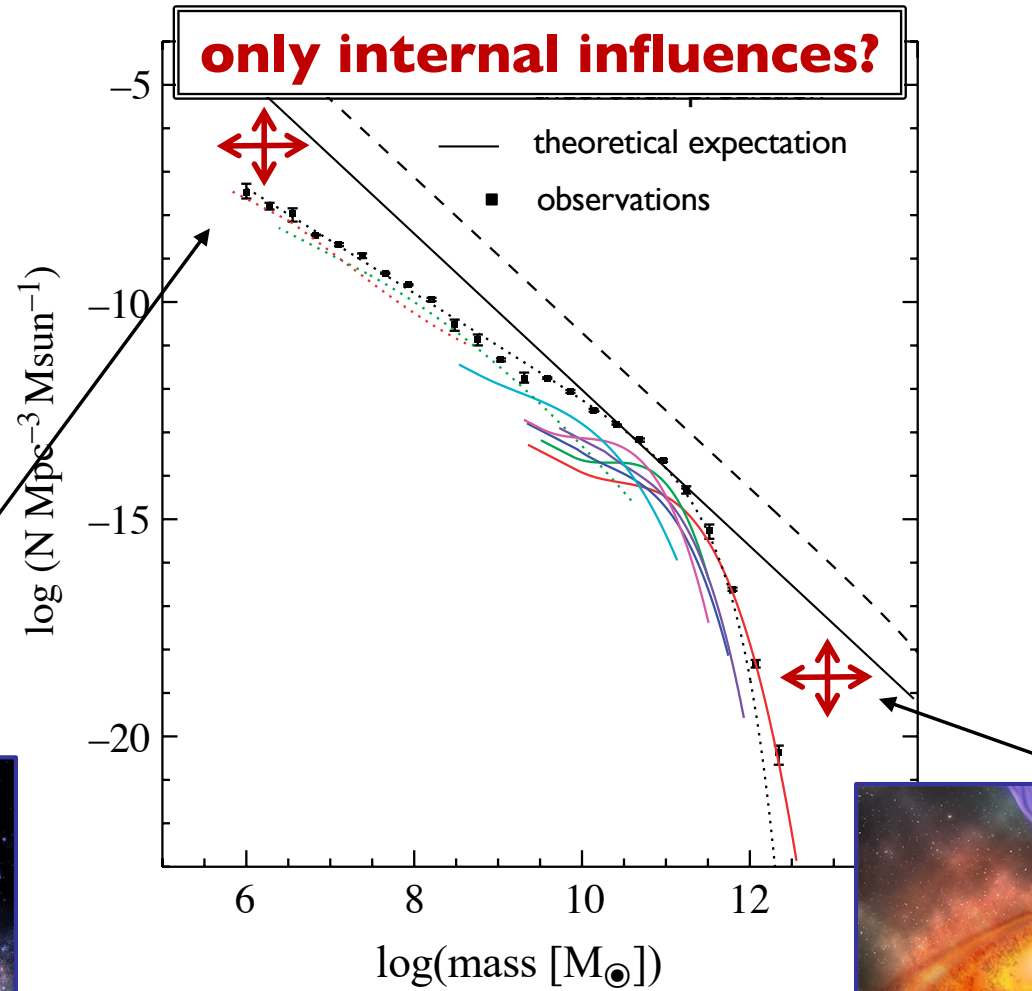 only internal influences?
theoretical expectation
observations
−5
−10
−15
−20
log (N Mpc−3 Msun−1)
6
8
10
12
log(mass [M☉])